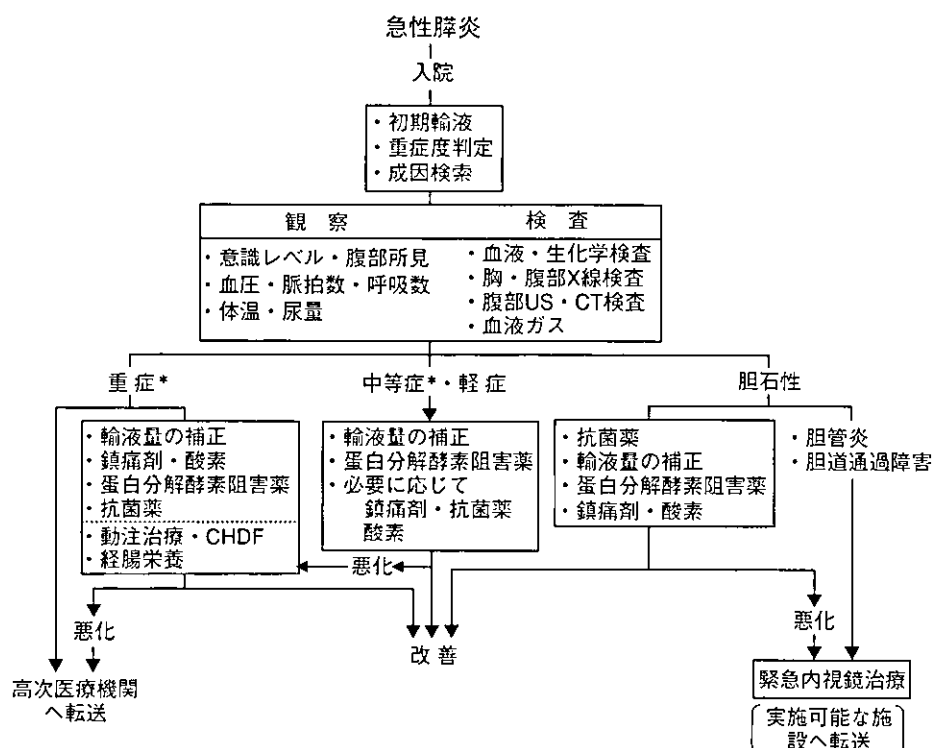 急性膵炎
入院
・初期輸液
・重症度判定
・成因検索
観 察
・意識レベル・腹部所見
・血圧・脈拍数・呼吸数
・体温・尿量
検 査
・血液・生化学検査
・胸・腹部X線検査
・腹部US・CT検査
・血液ガス
重症*
中等症*・軽症
胆石性
・輸液量の補正
・鎮痛剤・酸素
・蛋白分解酵素阻害薬
・抗菌薬
・動注治療・CHDF
・経腸栄養
・輸液量の補正
・蛋白分解酵素阻害薬
・必要に応じて
鎮痛剤・抗菌薬
酸素
・抗菌薬
・輸液量の補正
・蛋白分解酵素阻害薬
・鎮痛剤・酸素
・胆管炎
・胆道通過障害
悪化
悪化
改善
悪化
高次医療機関
へ転送
緊急内視鏡治療
実施可能な施
設へ転送